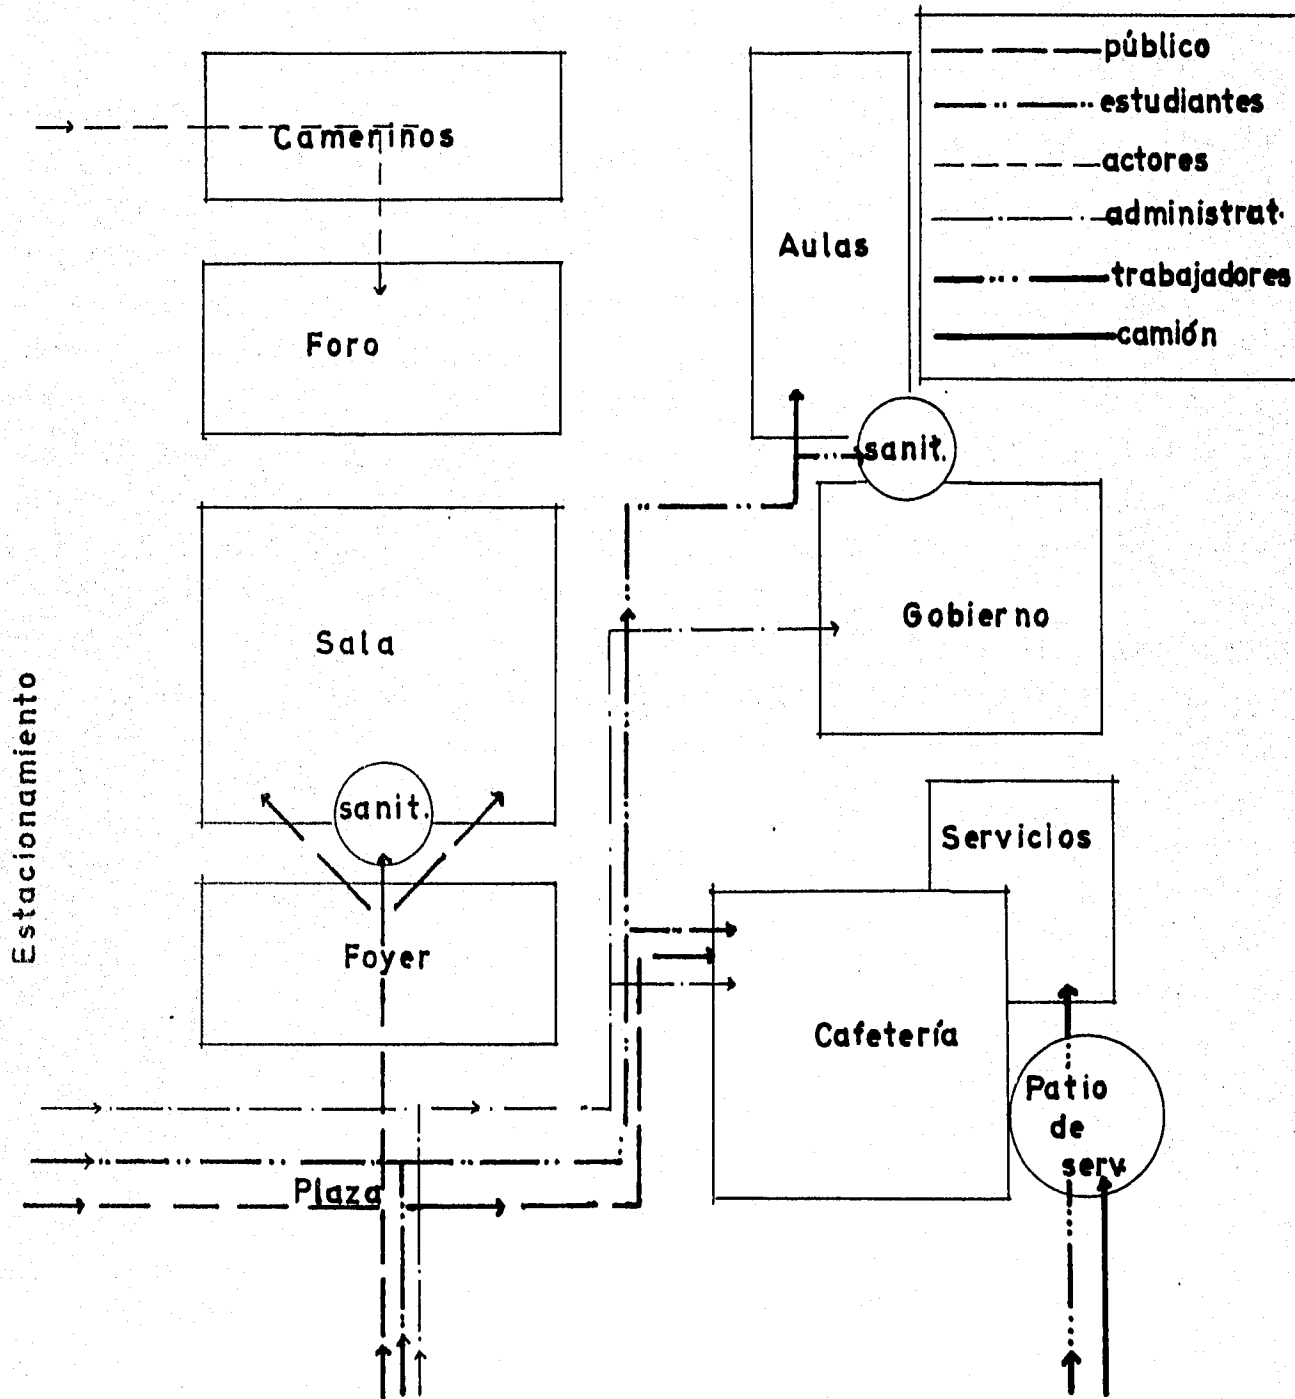 público
estudiantes
actores
administrat.
trabajadores
camión
Camerinos
Foro
Aulas
sanit.
Gobierno
Sala
sanit.
Servicios
Foyer
Cafetería
Estacionamiento
Plaza
Patio
de
serv.